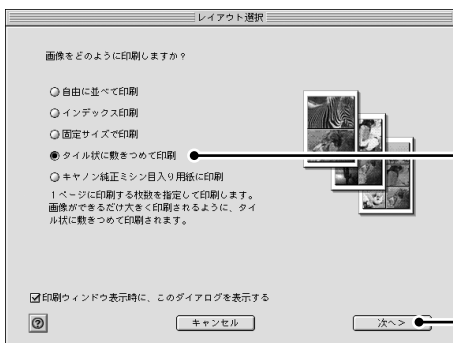 レイアウト選択
画像をどのように印刷しますか？
自由に並べて印刷
インデックス印刷
固定サイズで印刷
タイル状に敷きつめて印刷
キヤノン純正ミシン目入り用紙に印刷
1ページに印刷する枚数を指定して印刷します。
画像ができるだけ大きく印刷されるように、タイ
ル状に敷きつめて印刷されます。
印刷ウィンドウ表示時に、このダイアログを表示する
?
キャンセル
次へ>